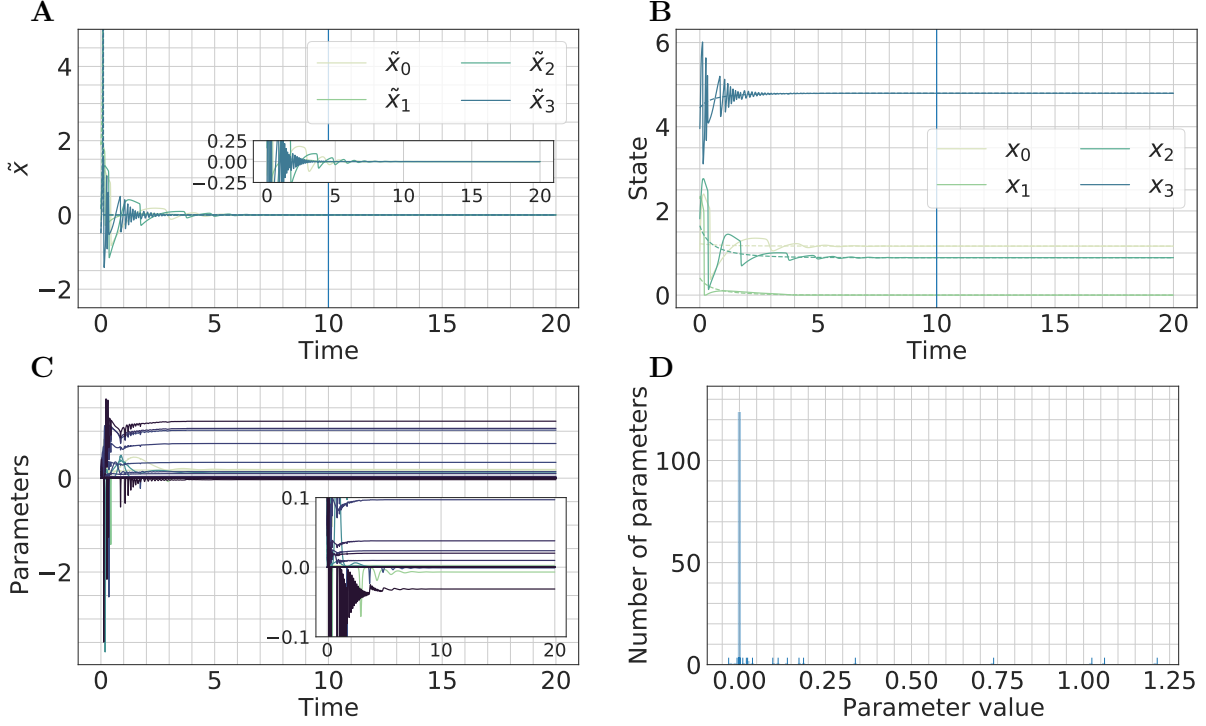 A
4
2
0
−2
x̃
x̃₀ x̃₂
x̃₁ x̃₃
0.25
0.00
−0.25
0 5 10 15 20
0 5 10 15 20
Time
B
6
4
2
0
State
x₀ x₂
x₁ x₃
0 5 10 15 20
Time
C
0
−2
Parameters
0.1
0.0
−0.1
0 10 20
0 5 10 15 20
Time
D
100
50
0
Number of parameters
0.00 0.25 0.50 0.75 1.00 1.25
Parameter value